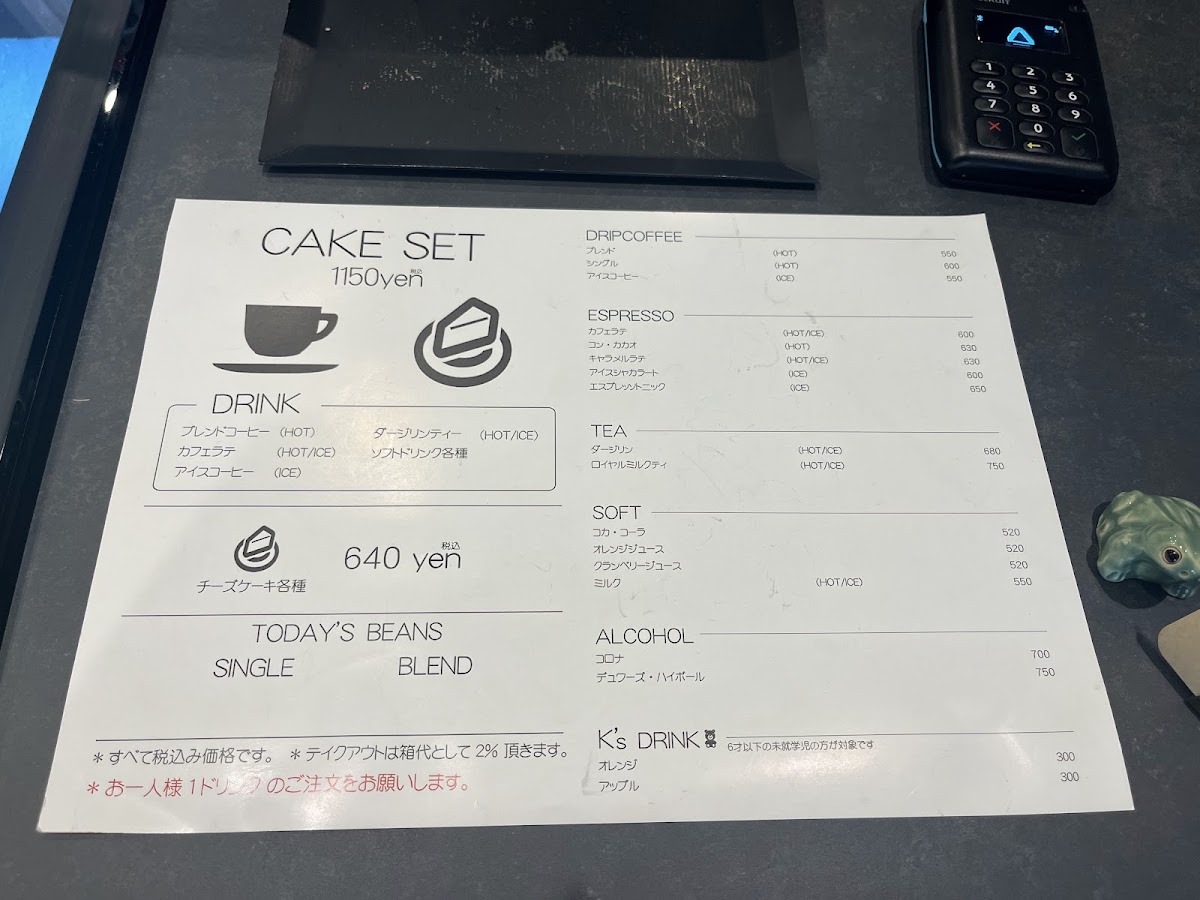 CAKE SET
1150yen 税込
DRINK
ブレンドコーヒー (HOT) ダージリンティー (HOT/ICE)
カフェラテ (HOT/ICE) ソフトドリンク各種
アイスコーヒー (ICE)
チーズケーキ各種
640 yen 税込
TODAY'S BEANS
SINGLE BLEND
＊すべて税込み価格です。 ＊テイクアウトは箱代として2% 頂きます。
＊お一人様1ドリンク のご注文をお願いします。
DRIPCOFFEE
ブレンド (HOT) 550
シングル (HOT) 600
アイスコーヒー (ICE) 550
ESPRESSO
カフェラテ (HOT/ICE) 600
コン・カカオ (HOT) 630
キャラメルラテ (HOT/ICE) 630
アイスシャカラート (ICE) 600
エスプレッソトニック (ICE) 650
TEA
ダージリン (HOT/ICE) 680
ロイヤルミルクティ (HOT/ICE) 750
SOFT
コカ・コーラ 520
オレンジジュース 520
クランベリージュース 520
ミルク (HOT/ICE) 550
ALCOHOL
コロナ 700
デュワーズ・ハイボール 750
K's DRINK 6才以下の未就学児の方が対象です
オレンジ 300
アップル 300
1 2 3
4 5 6
7 8 9
0